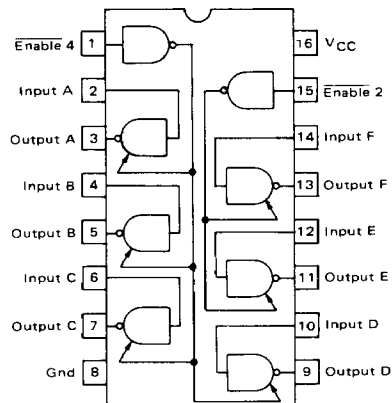 Enable 4 1 16 VCC
Input A 2 15 Enable 2
Output A 3 14 Input F
Input B 4 13 Output F
Output B 5 12 Input E
Input C 6 11 Output E
Output C 7 10 Input D
Gnd 8 9 Output D